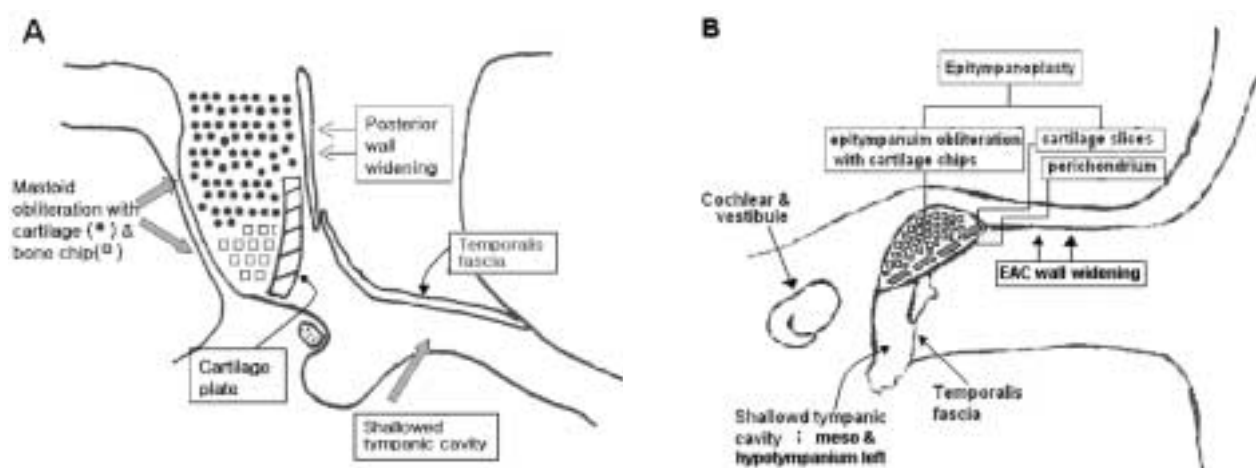 A
Posterior
wall
widening
Mastoid
obliteration with
cartilage (●) &
bone chip(□)
Temporalis
fascia
Cartilage
plate
Shallowed
tympanic cavity
B
Epitympanoplasty
epitympanum obliteration
with cartilage chips
cartilage slices
perichondrium
Cochlear &
vestibule
EAC wall widening
Temporalis
fascia
Shallowd tympanic
cavity : meso &
hypotympanium left